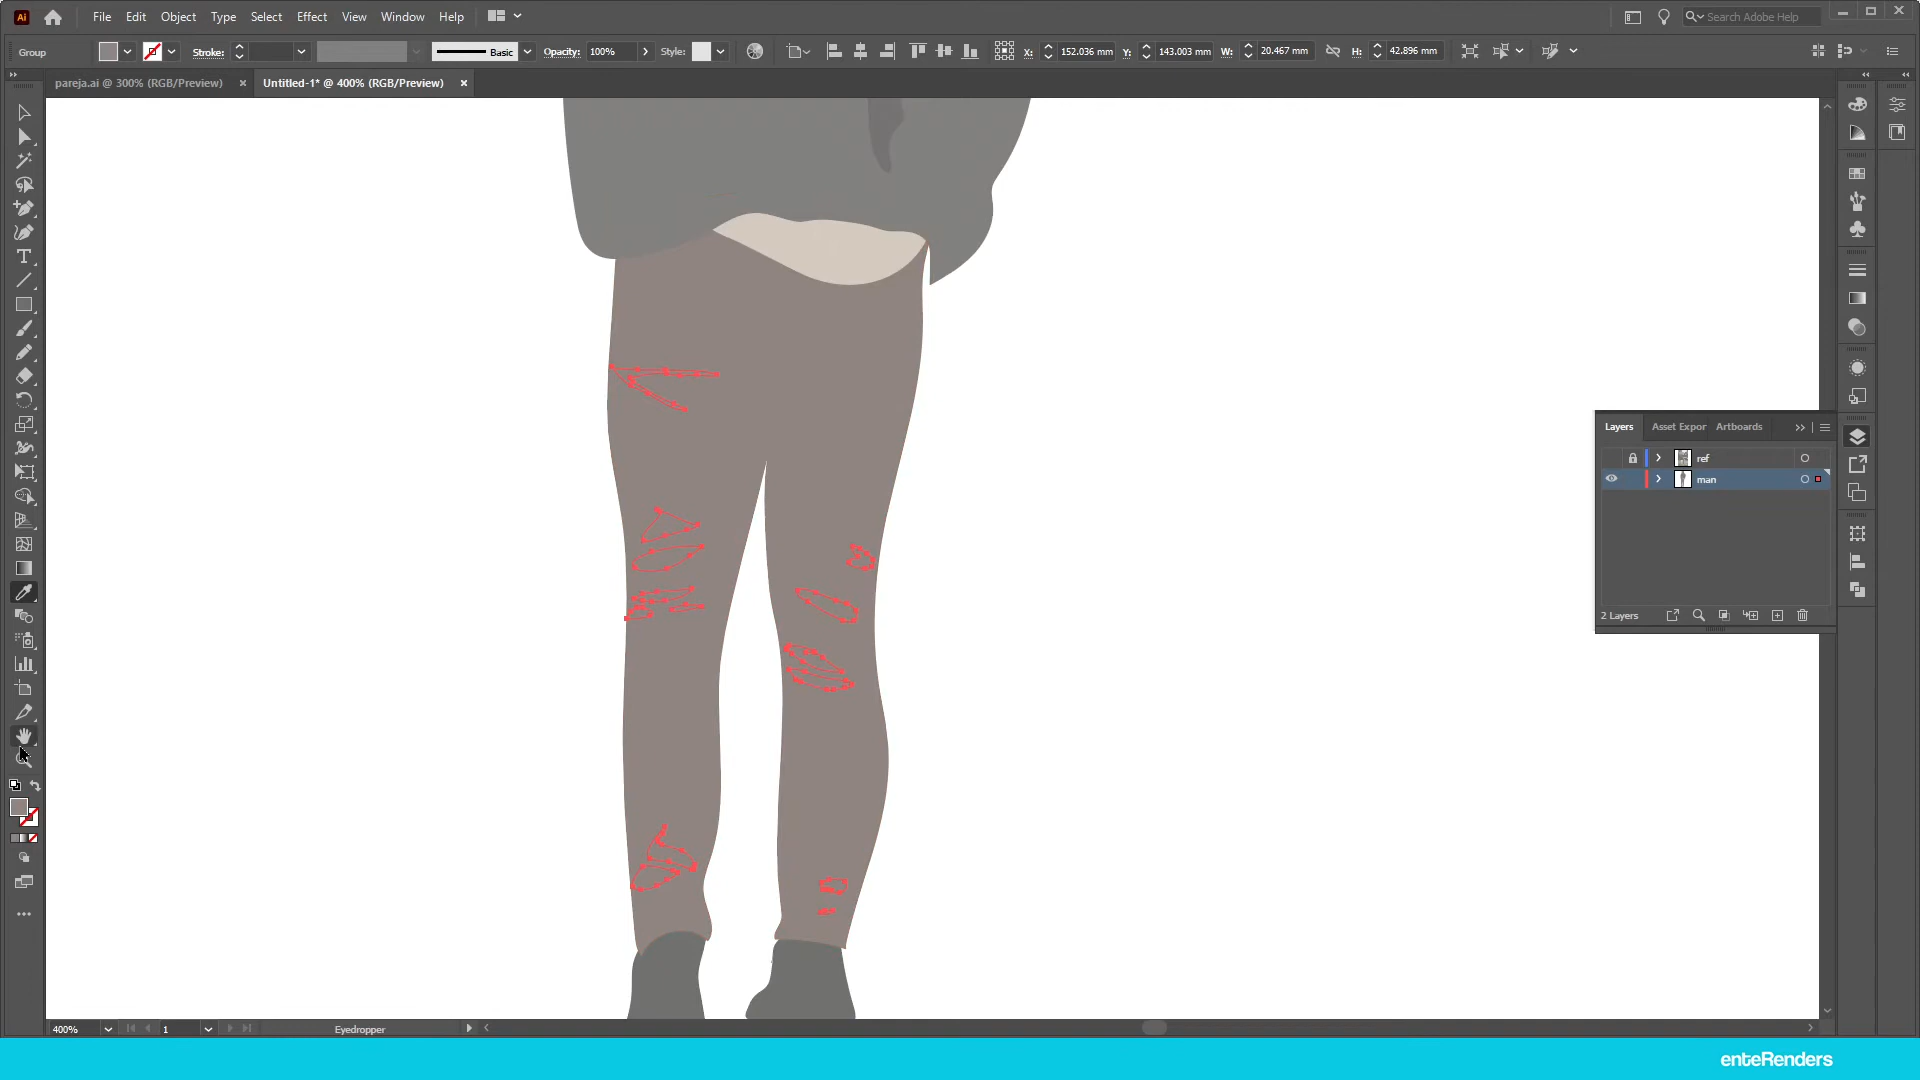 Ai File Edit Object Type Select Effect View Window Help Search Adobe Help
Group Stroke: Basic Opacity: 100% Style: X: 152.036 mm Y: 143.003 mm W: 20.467 mm H: 42.896 mm
pareja.ai @ 300% (RGB/Preview) × Untitled-1* @ 400% (RGB/Preview) ×
Layers Asset Expor Artboards
ref
man
2 Layers
400% 1 Eyedropper
enteRenders